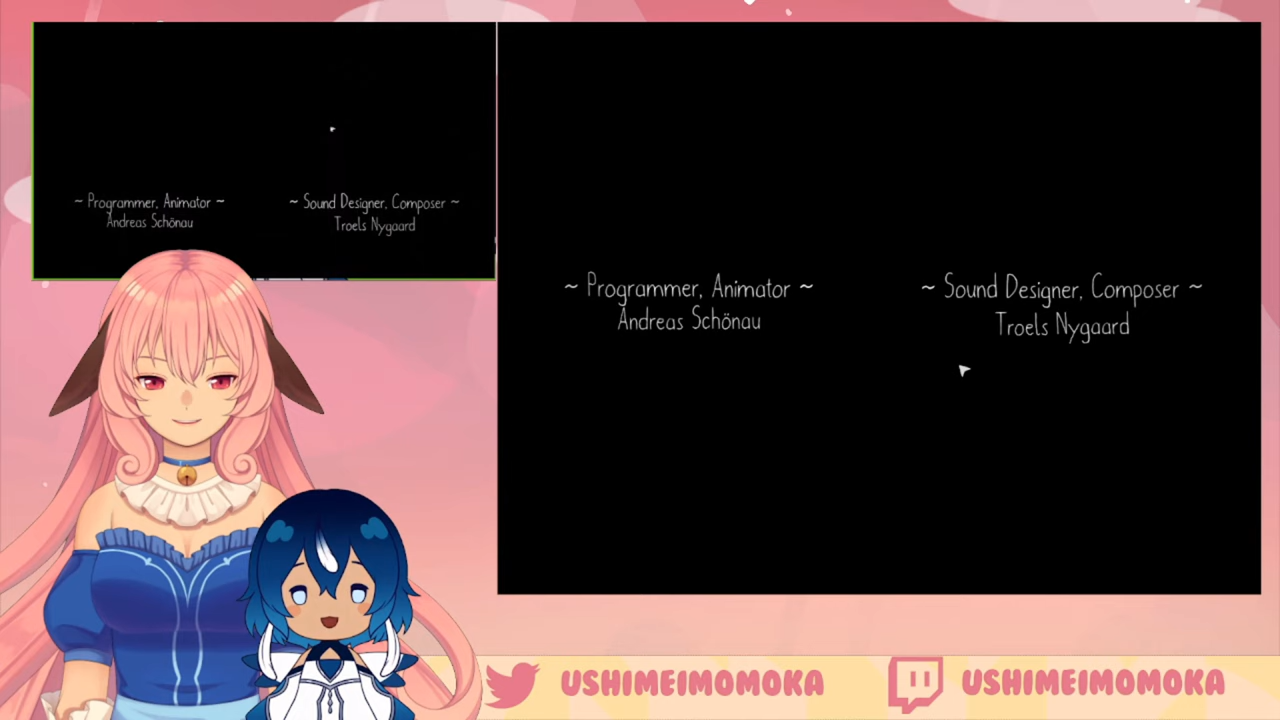 ~ Programmer, Animator ~
Andreas Schönau
~ Sound Designer, Composer ~
Troels Nygaard
~ Programmer, Animator ~
Andreas Schönau
~ Sound Designer, Composer ~
Troels Nygaard
USHIMEIMOMOKA
USHIMEIMOMOKA